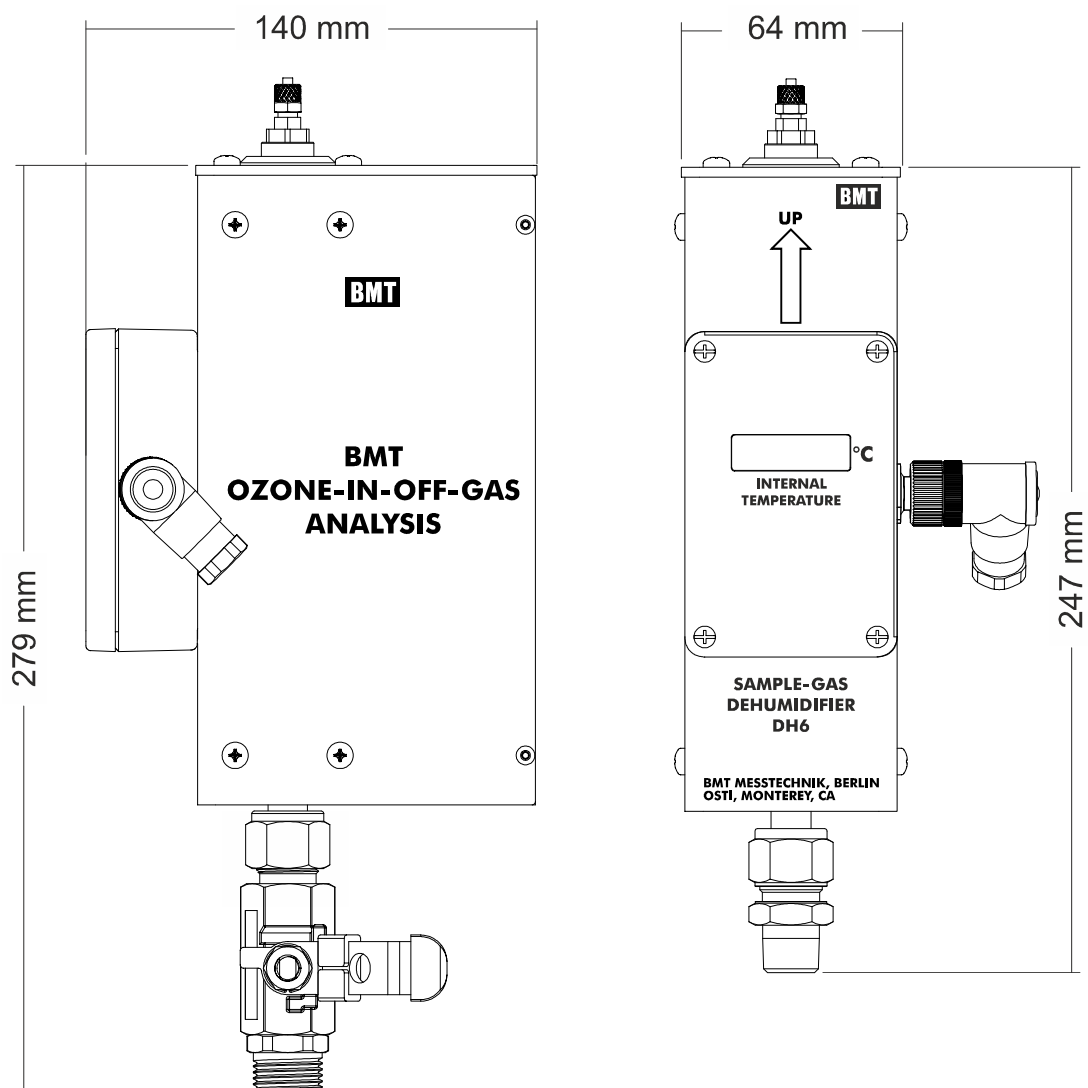 140 mm
64 mm
279 mm
BMT
BMT
OZONE-IN-OFF-GAS
ANALYSIS
BMT
UP
°C
INTERNAL
TEMPERATURE
247 mm
SAMPLE-GAS
DEHUMIDIFIER
DH6
BMT MESSTECHNIK, BERLIN
OSTI, MONTEREY, CA